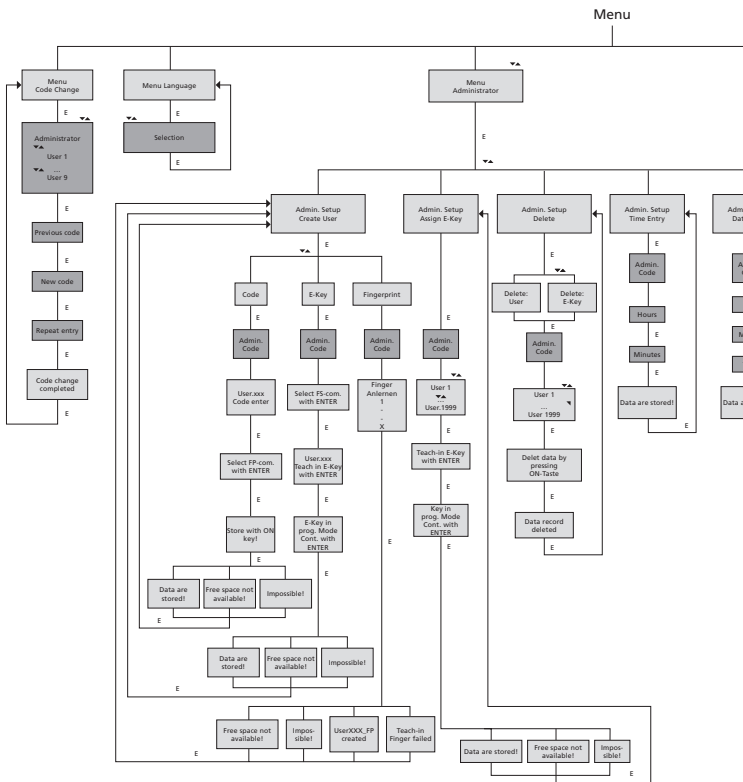 Menu
Menu
Code Change
E
Administrator
User 1
...
User 9
E
Previous code
E
New code
E
Repeat entry
E
Code change
completed
E
Menu Language
E
Selection
E
Menu
Administrator
E
Admin. Setup
Create User
E
Code
E
Admin.
Code
E
User.xxx
Code enter
E
Select FP-com.
with ENTER
E
Store with ON
key!
E
Data are
stored!
Free space not
available!
Impossible!
E
E-Key
E
Admin.
Code
E
Select FS-com.
with ENTER
E
User.xxx
Teach in E-Key
with ENTER
E
E-Key in
prog. Mode
Cont. with
ENTER
E
Data are
stored!
Free space not
available!
Impossible!
E
Fingerprint
E
Admin.
Code
E
Finger
Anlernen
1
-
-
X
E
Free space not
available!
Impos-
sible!
UserXXX_FP
created
Teach-in
Finger failed
E
Admin. Setup
Assign E-Key
E
Admin.
Code
E
User 1
...
User.1999
E
Teach-in E-Key
with ENTER
E
Key in
prog. Mode
Cont. with
ENTER
E
Data are stored!
Free space not
available!
Impos-
sible!
E
Admin. Setup
Delete
E
Delete:
User
Delete:
E-Key
E
Admin.
Code
E
User 1
...
User 1999
E
Delet data by
pressing
ON-Taste
E
Data record
deleted
E
Admin. Setup
Time Entry
E
Admin.
Code
E
Hours
E
Minutes
E
Data are stored!
E
Adm
Dat
M
Data a